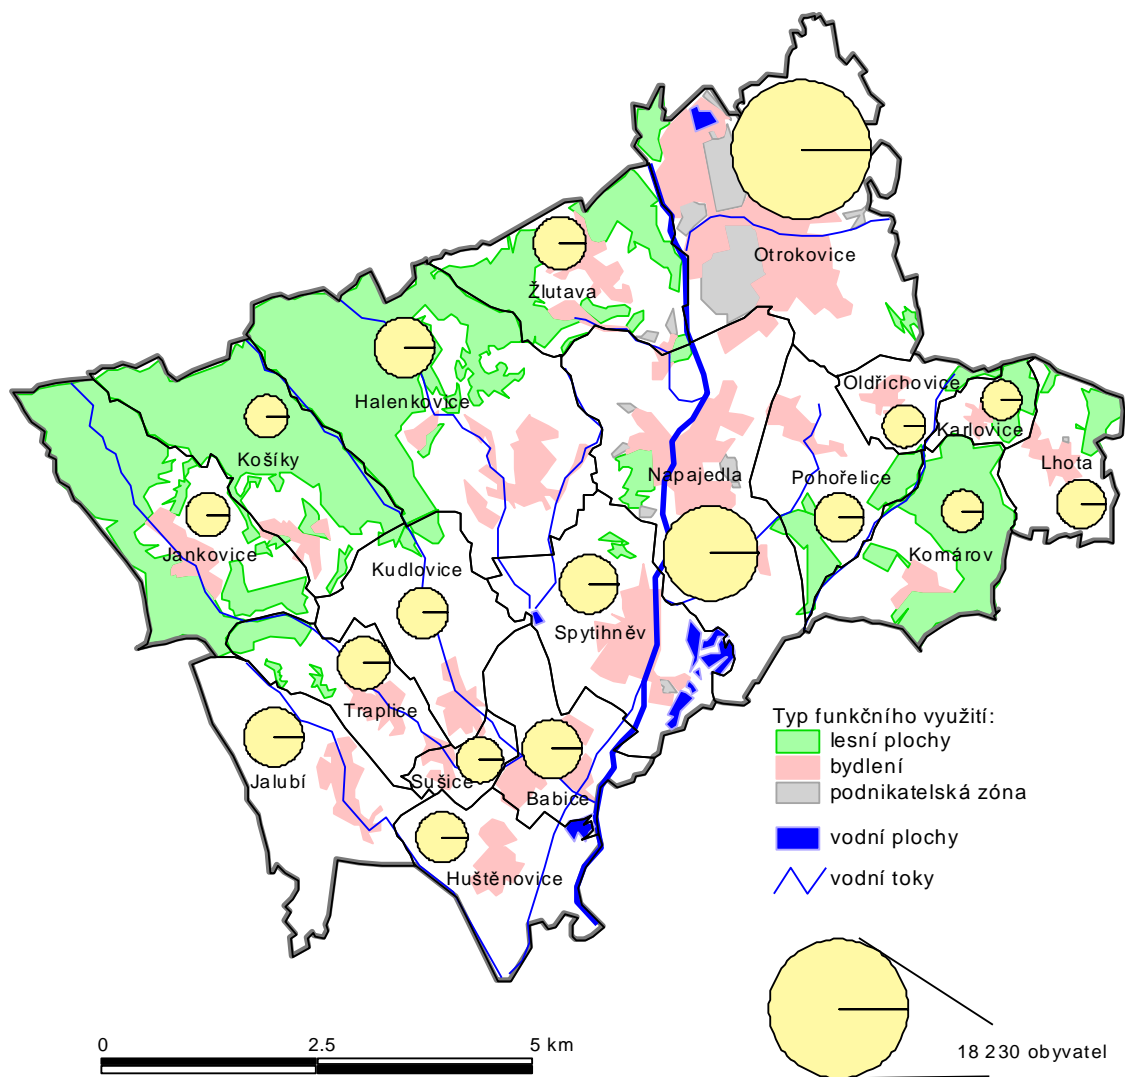 Otrokovice
Žlutava
Oldřichovice
Halenkovice
Karlovice
Košíky
Lhota
Napajedla
Pohořelice
Jankovice
Komárov
Kudlovice
Spytihněv
Traplice
Typ funkčního využití:
lesní plochy
bydlení
podnikatelská zóna
vodní plochy
vodní toky
Jalubí
Sušice
Babice
Huštěnovice
0 2.5 5 km
18 230 obyvatel